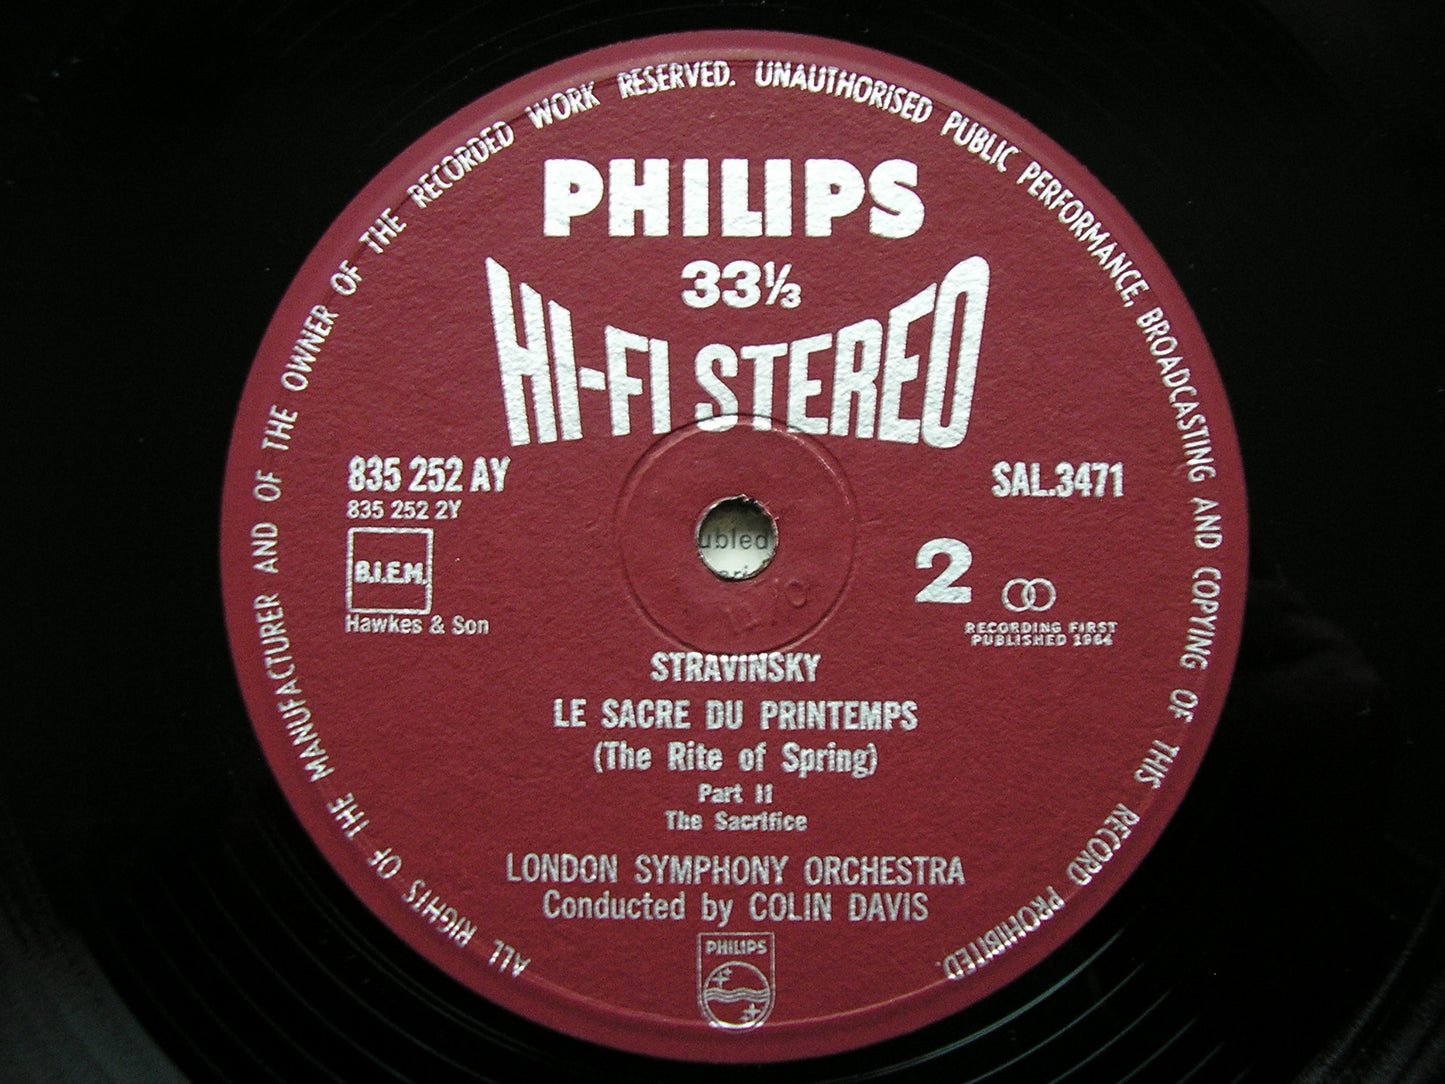 ALL RIGHTS OF THE MANUFACTURER AND OF THE OWNER OF THE RECORDED WORK RESERVED. UNAUTHORISED PUBLIC PERFORMANCE, BROADCASTING AND COPYING OF THIS RECORD PROHIBITED.
PHILIPS
33⅓
HI-FI STEREO
835 252 AY
835 252 2Y
SAL.3471
B.I.E.M.
Hawkes & Son
ubled
2
RECORDING FIRST
PUBLISHED 1964
STRAVINSKY
LE SACRE DU PRINTEMPS
(The Rite of Spring)
Part II
The Sacrifice
LONDON SYMPHONY ORCHESTRA
Conducted by COLIN DAVIS
PHILIPS